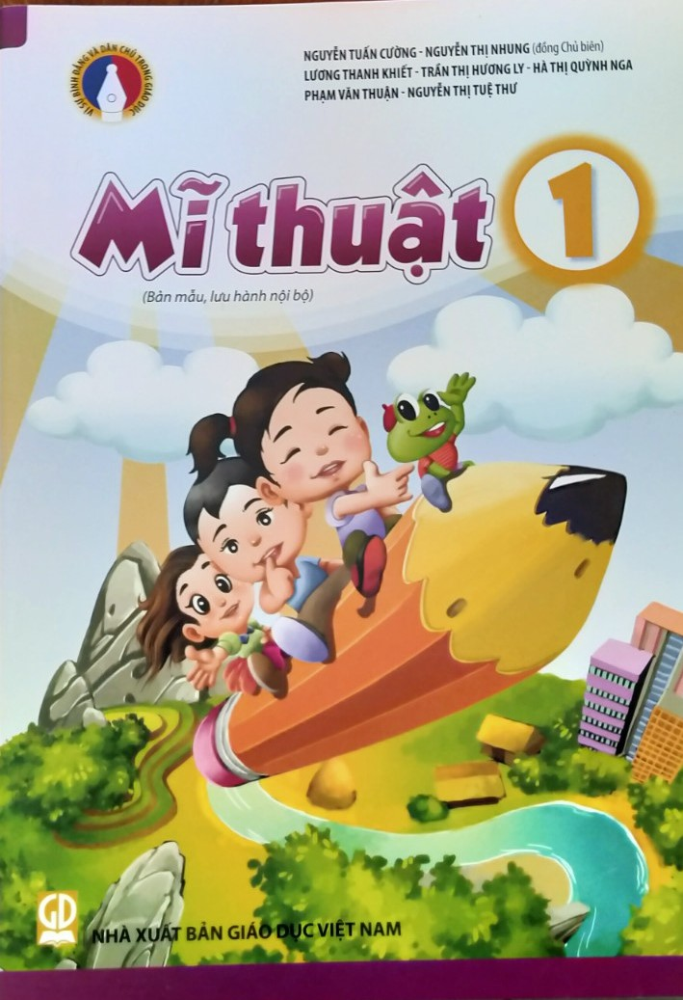 VÌ SỰ BÌNH ĐẲNG VÀ DÂN CHỦ TRONG GIÁO DỤC
NGUYỄN TUẤN CƯỜNG - NGUYỄN THỊ NHUNG (đồng Chủ biên)
LƯƠNG THANH KHIẾT - TRẦN THỊ HƯƠNG LY - HÀ THỊ QUỲNH NGA
PHẠM VĂN THUẬN - NGUYỄN THỊ TUỆ THƯ
Mĩ thuật 1
(Bản mẫu, lưu hành nội bộ)
GD
NHÀ XUẤT BẢN GIÁO DỤC VIỆT NAM